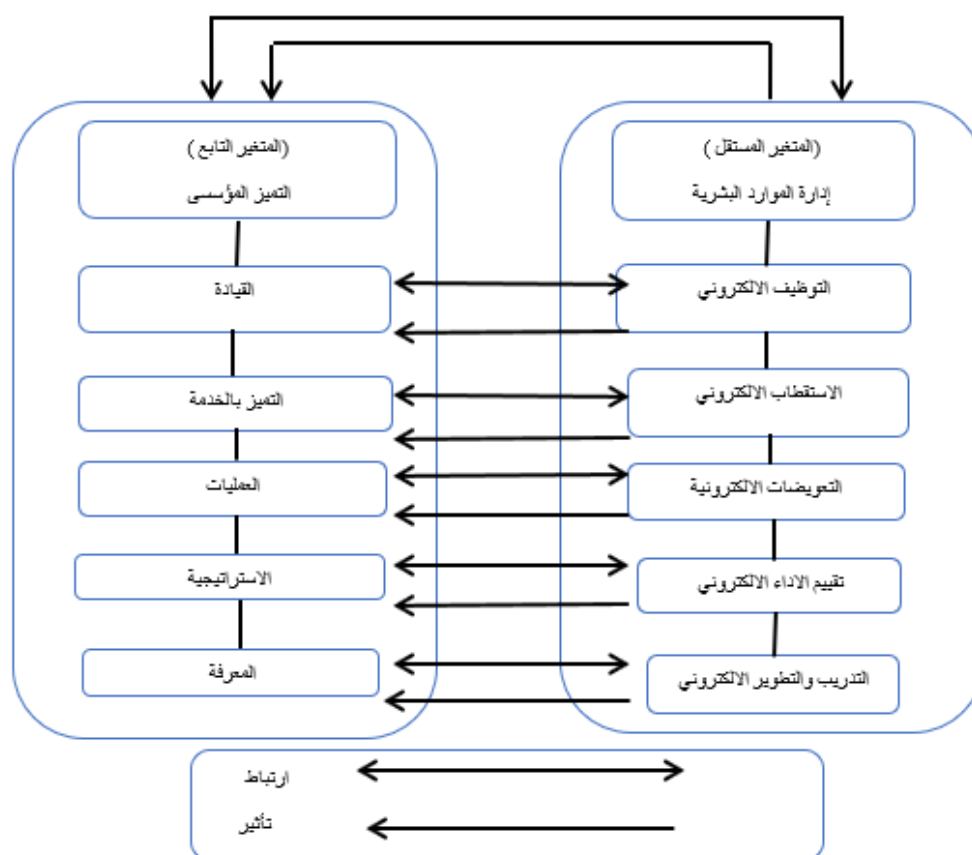 (المتغير المستقل )
إدارة الموارد البشرية
التوظيف الالكتروني
الاستقطاب الالكتروني
التعويضات الالكترونية
تقييم الاداء الالكتروني
التدريب والتطوير الالكتروني
(المتغير التابع )
التميز المؤسسى
القيادة
التميز بالخدمة
العمليات
الاستراتيجية
المعرفة
ارتباط
تأثير